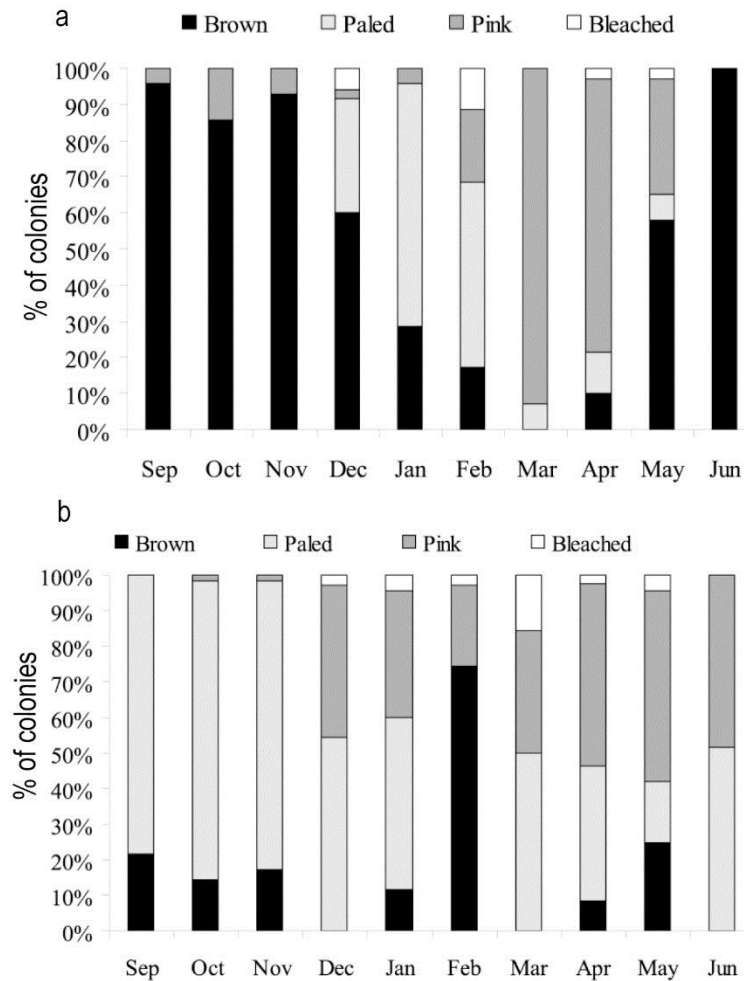 a
Brown Paled Pink Bleached
100%
90%
80%
70%
60%
50%
40%
30%
20%
10%
0%
% of colonies
Sep Oct Nov Dec Jan Feb Mar Apr May Jun
b
Brown Paled Pink Bleached
100%
90%
80%
70%
60%
50%
40%
30%
20%
10%
0%
% of colonies
Sep Oct Nov Dec Jan Feb Mar Apr May Jun